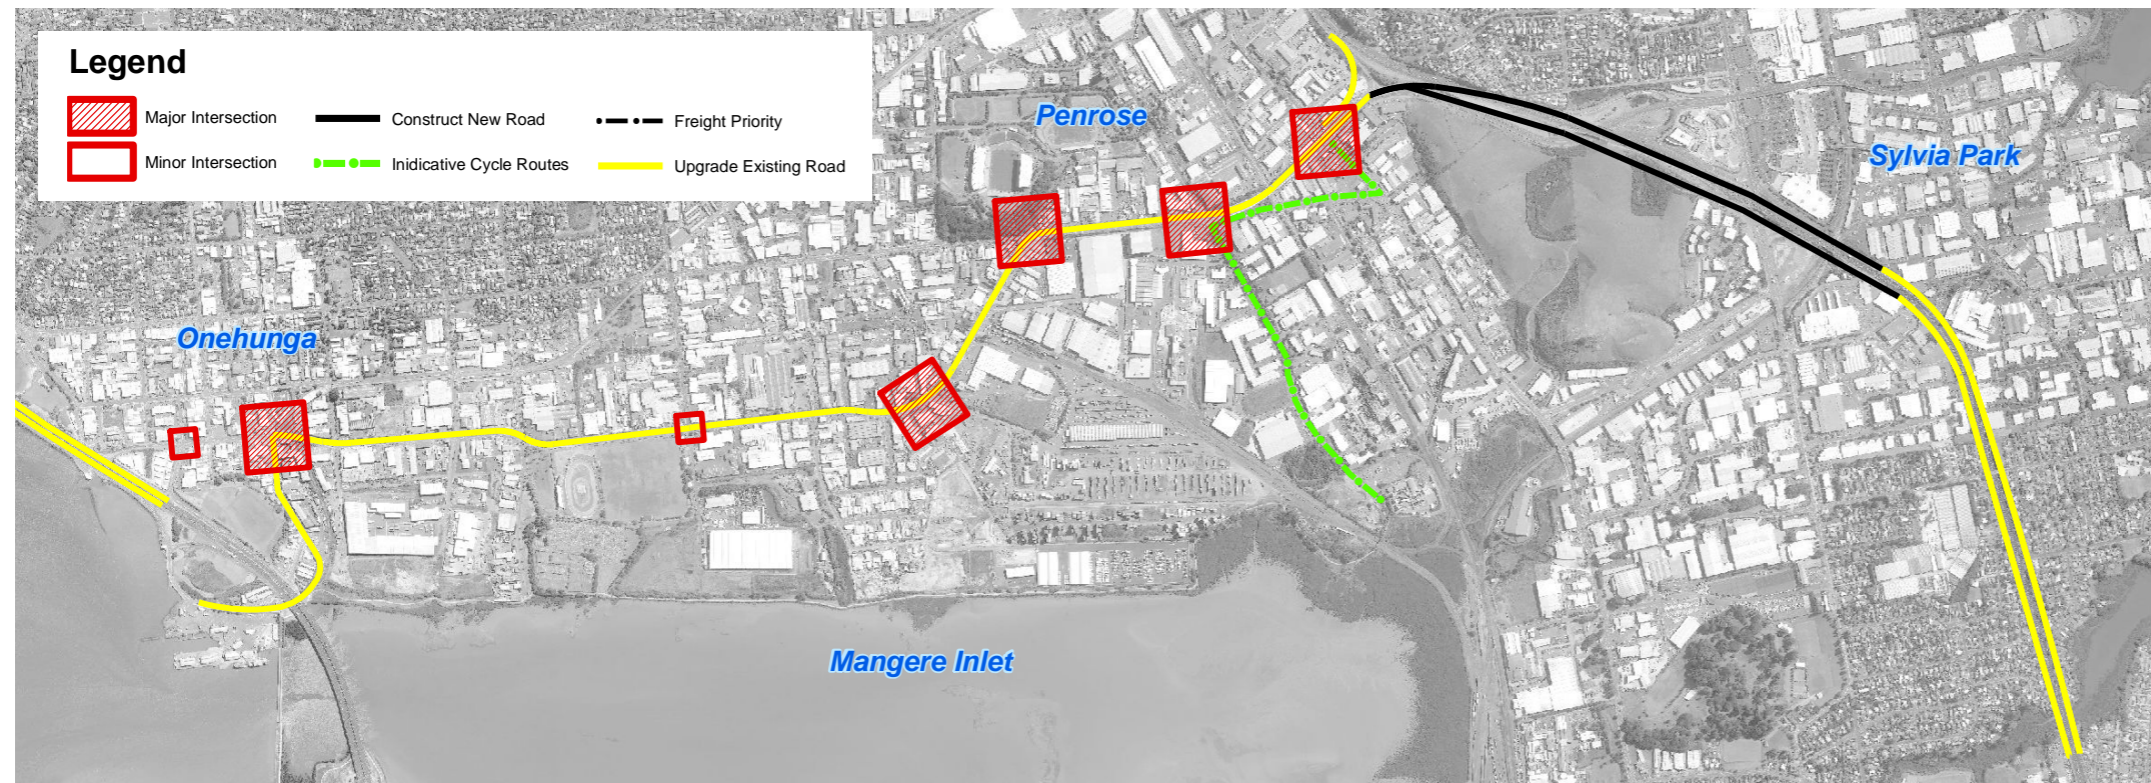 Legend
Major Intersection
Construct New Road
Freight Priority
Minor Intersection
Inidicative Cycle Routes
Upgrade Existing Road
Penrose
Sylvia Park
Onehunga
Mangere Inlet